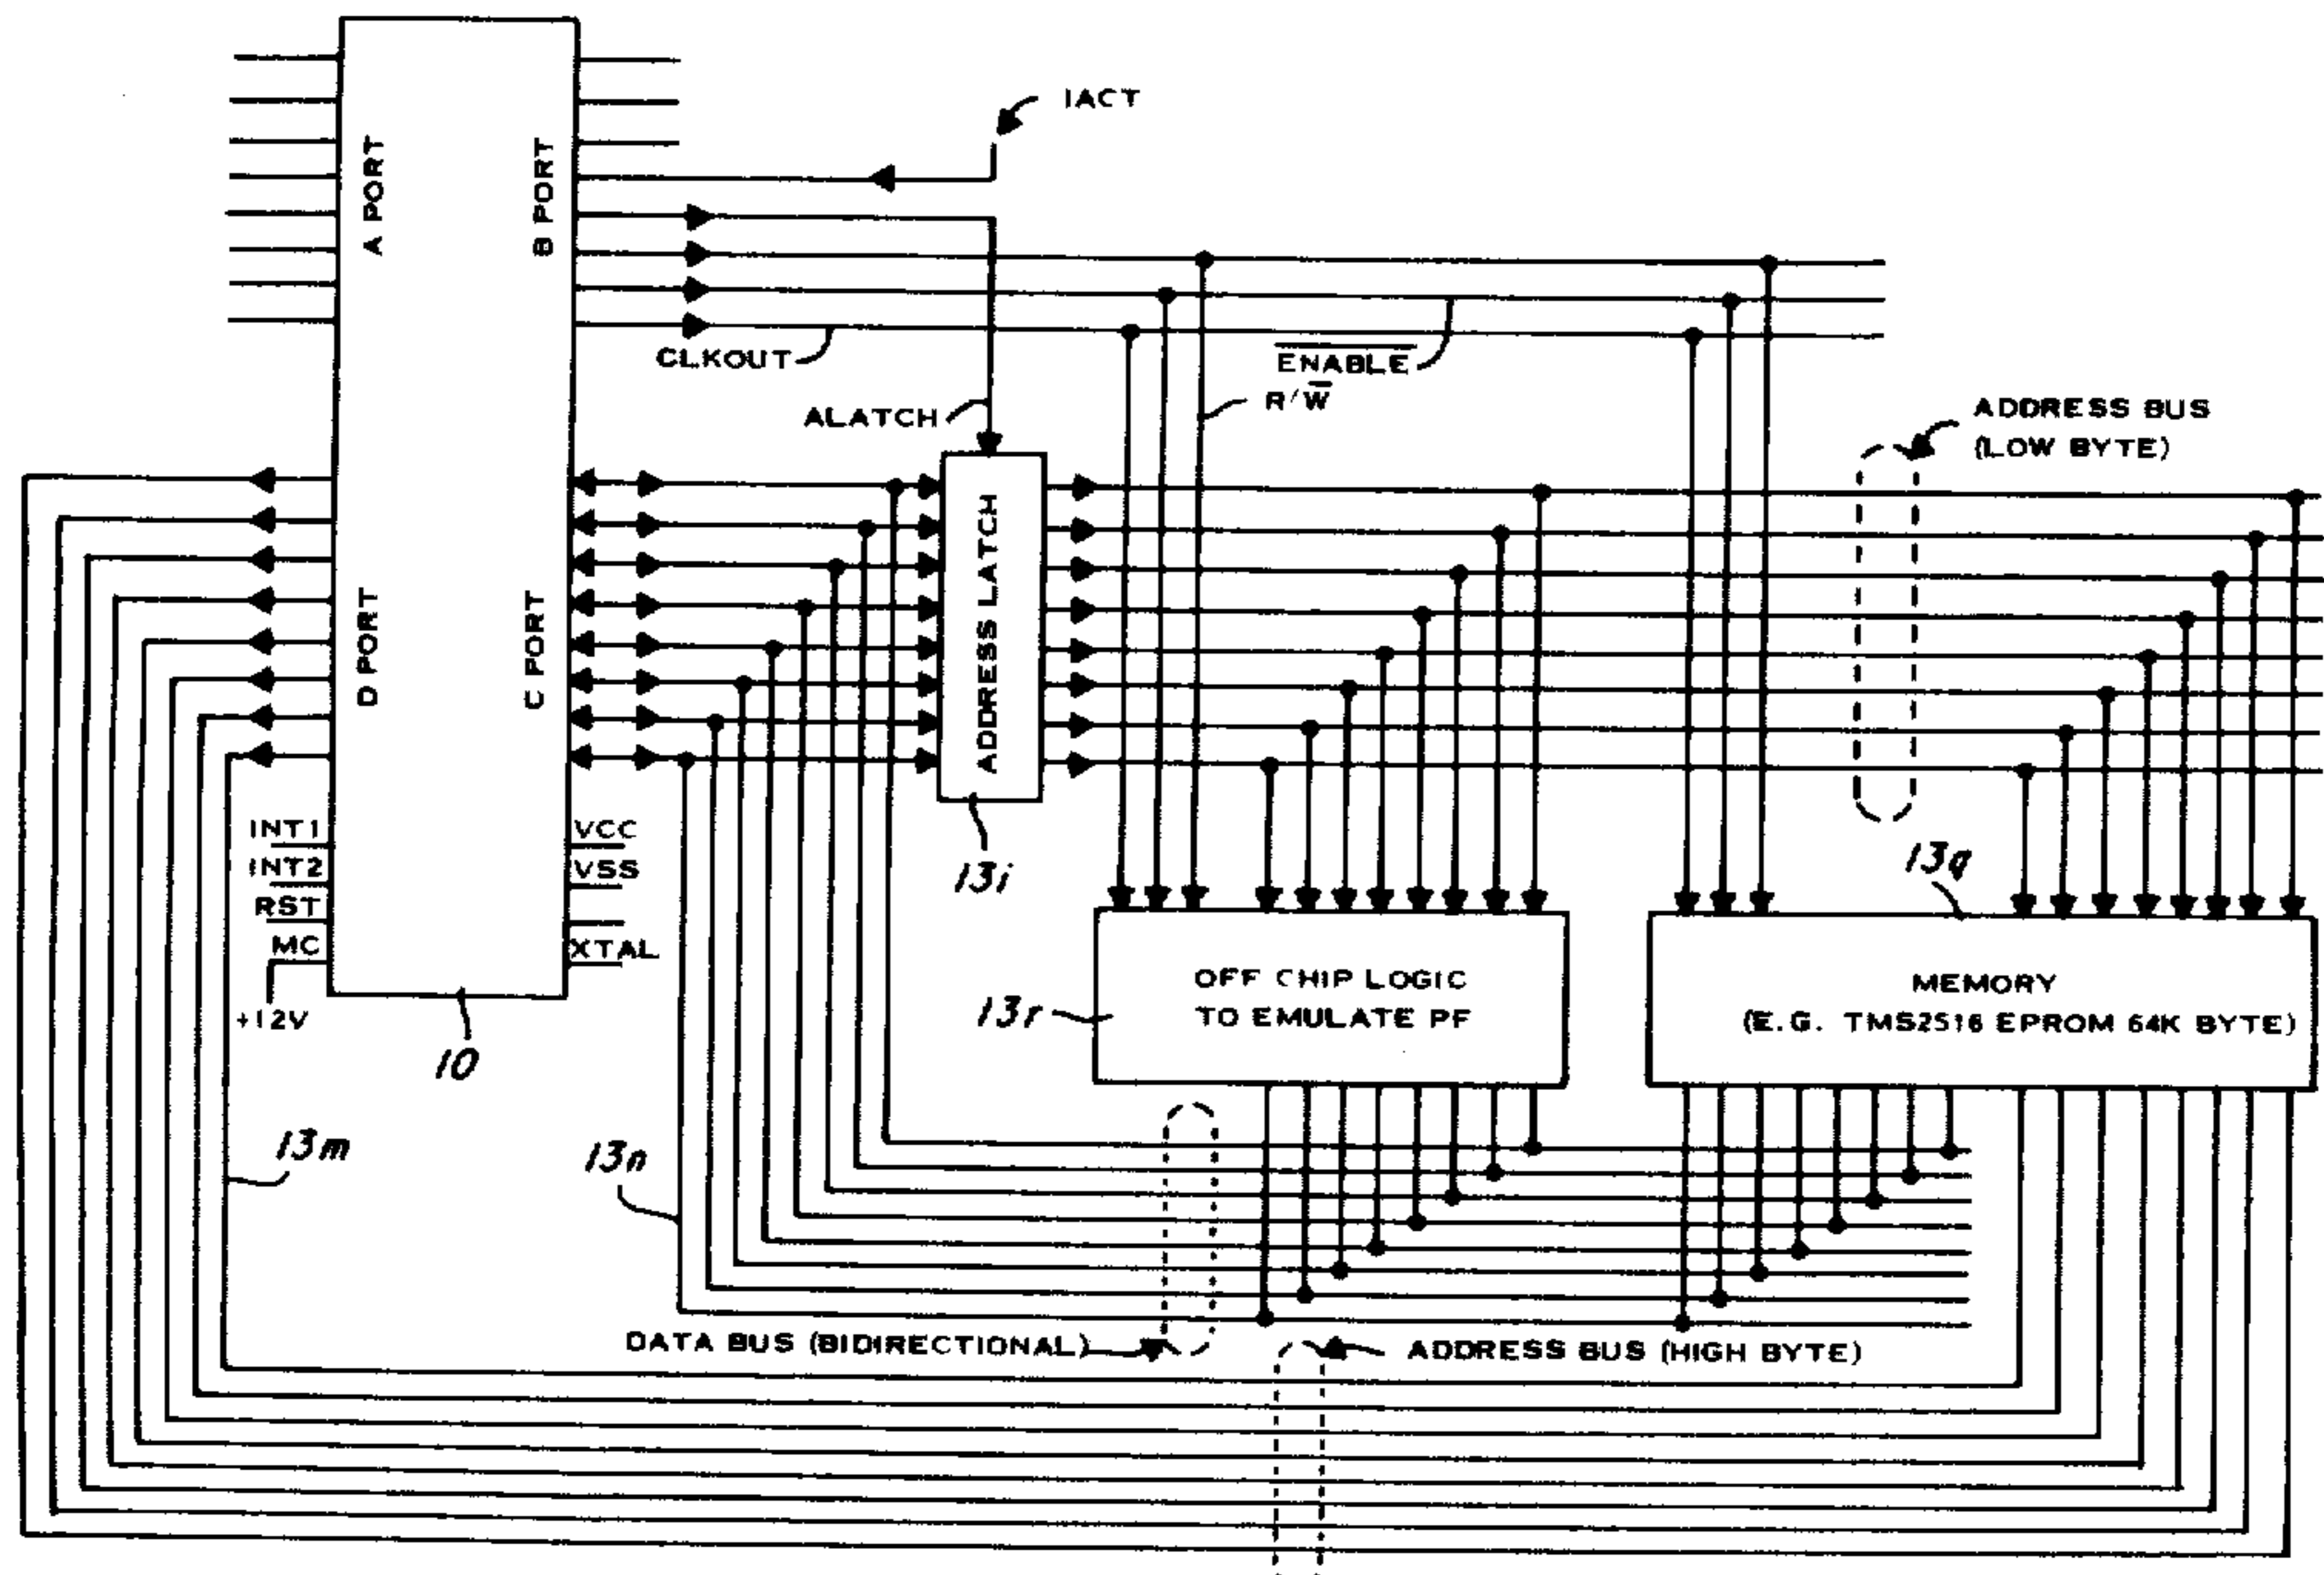 IACT
A PORT
B PORT
CLKOUT
ENABLE
R/W
ALATCH
ADDRESS BUS
(LOW BYTE)
ADDRESS LATCH
D PORT
C PORT
INT1
INT2
RST
MC
+12V
VCC
VSS
XTAL
10
13i
13q
OFF CHIP LOGIC
TO EMULATE PF
13r
MEMORY
(E.G. TMS2516 EPROM 64K BYTE)
13m
13n
DATA BUS (BIDIRECTIONAL)
ADDRESS BUS (HIGH BYTE)